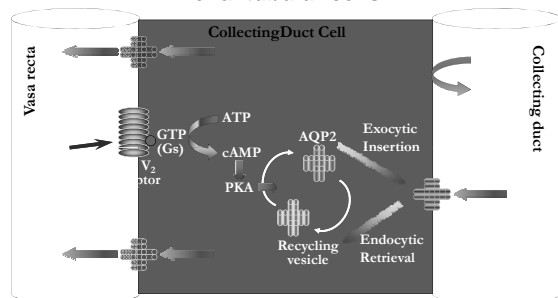 CollectingDuct Cell
Vasa recta
Collecting duct
ATP
GTP
(Gs)
V2
cAMP
PKA
AQP2
Exocytic
Insertion
Recycling
vesicle
Endocytic
Retrieval